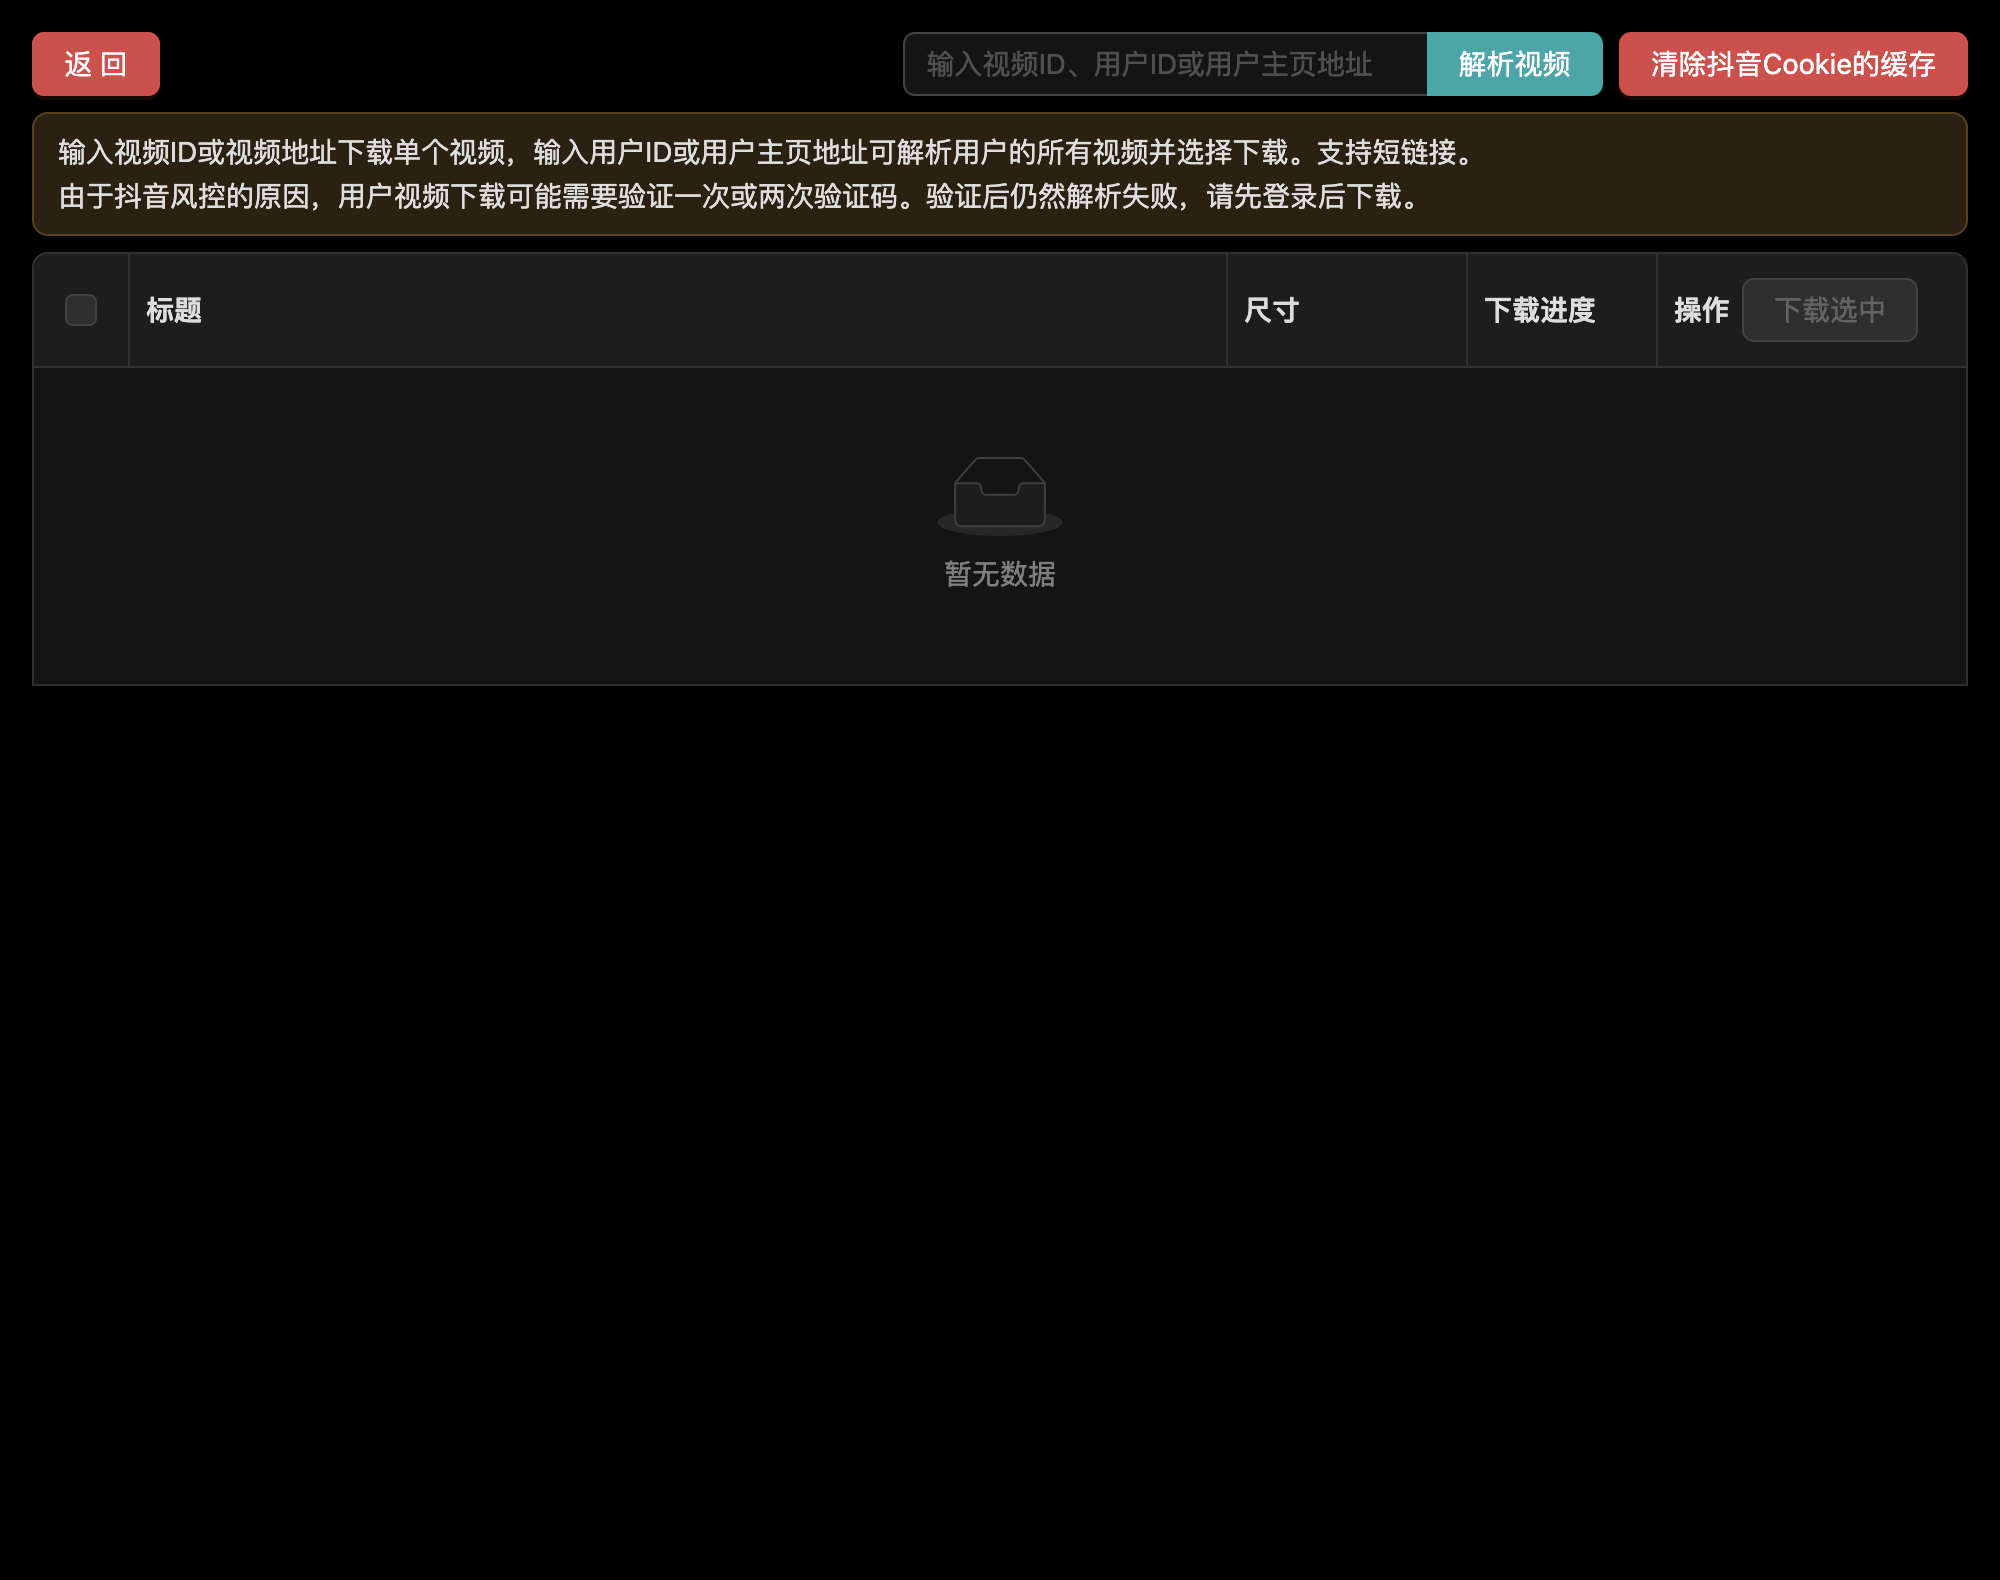 返 回
输入视频ID、用户ID或用户主页地址
解析视频
清除抖音Cookie的缓存
输入视频ID或视频地址下载单个视频，输入用户ID或用户主页地址可解析用户的所有视频并选择下载。支持短链接。
由于抖音风控的原因，用户视频下载可能需要验证一次或两次验证码。验证后仍然解析失败，请先登录后下载。
标题
尺寸
下载进度
操作
下载选中
暂无数据